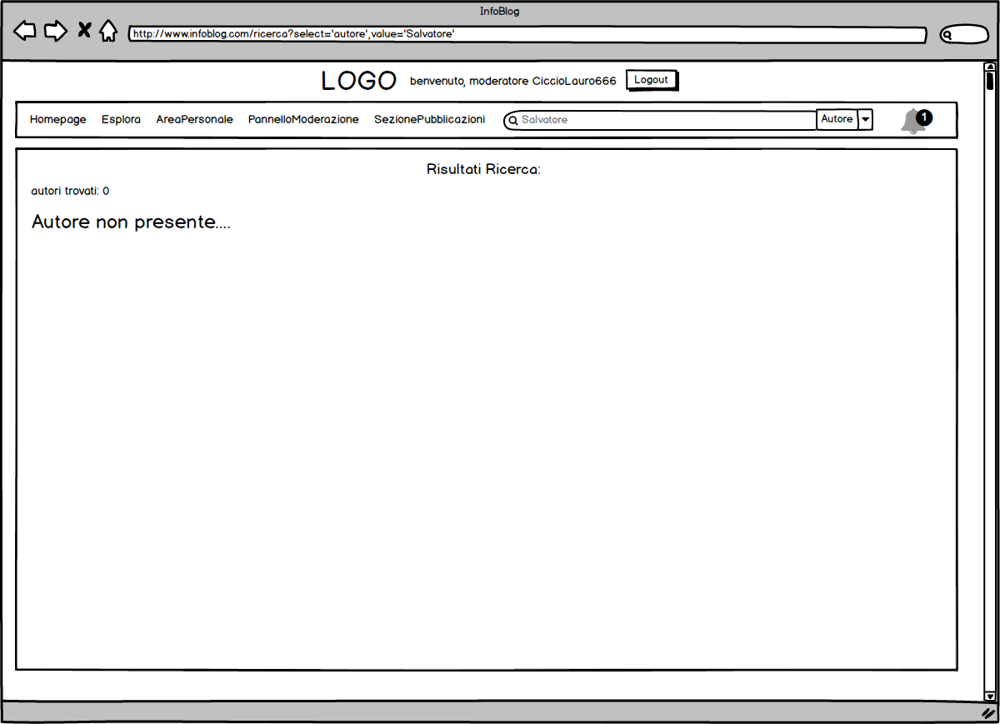 InfoBlog
http://www.infoblog.com/ricerca?select='autore',value='Salvatore'
LOGO benvenuto, moderatore CiccioLauro666 Logout
Homepage Esplora AreaPersonale PannelloModerazione SezionePubblicazioni Salvatore Autore 1
Risultati Ricerca:
autori trovati: 0
Autore non presente....